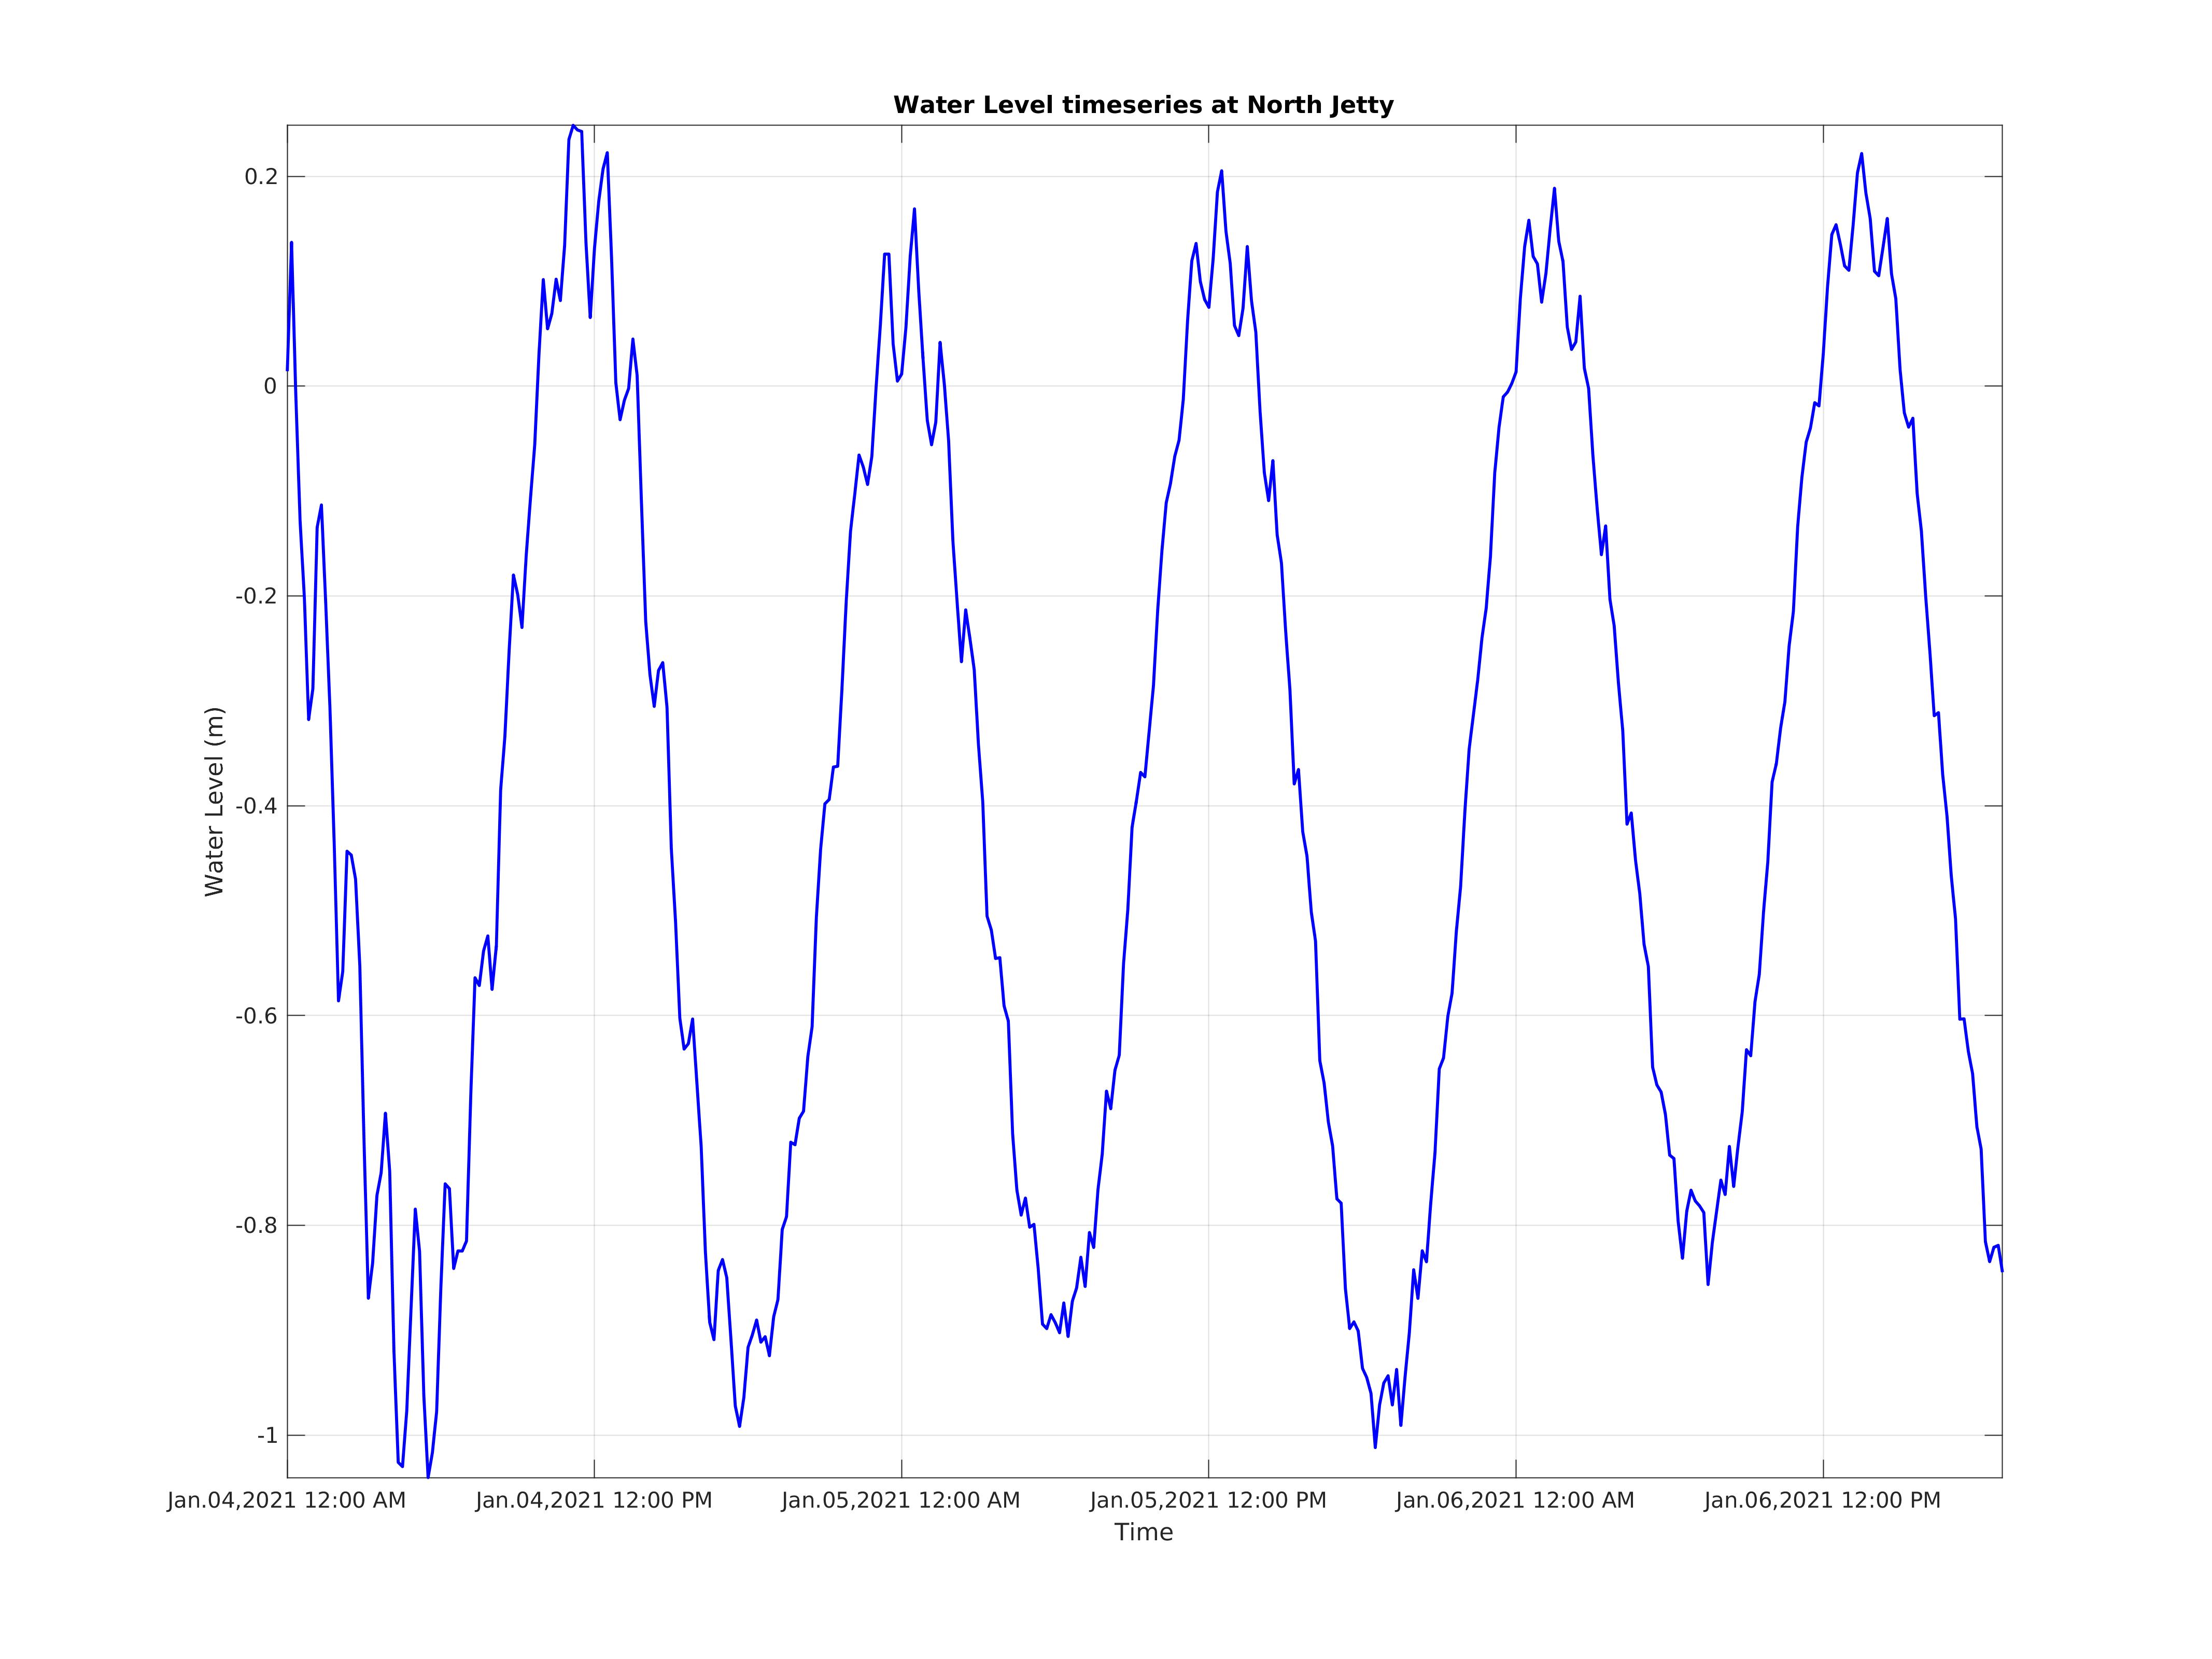 Water Level timeseries at North Jetty
0.2
0
-0.2
-0.4
-0.6
-0.8
-1
Water Level (m)
Jan.04,2021 12:00 AM
Jan.04,2021 12:00 PM
Jan.05,2021 12:00 AM
Jan.05,2021 12:00 PM
Jan.06,2021 12:00 AM
Jan.06,2021 12:00 PM
Time